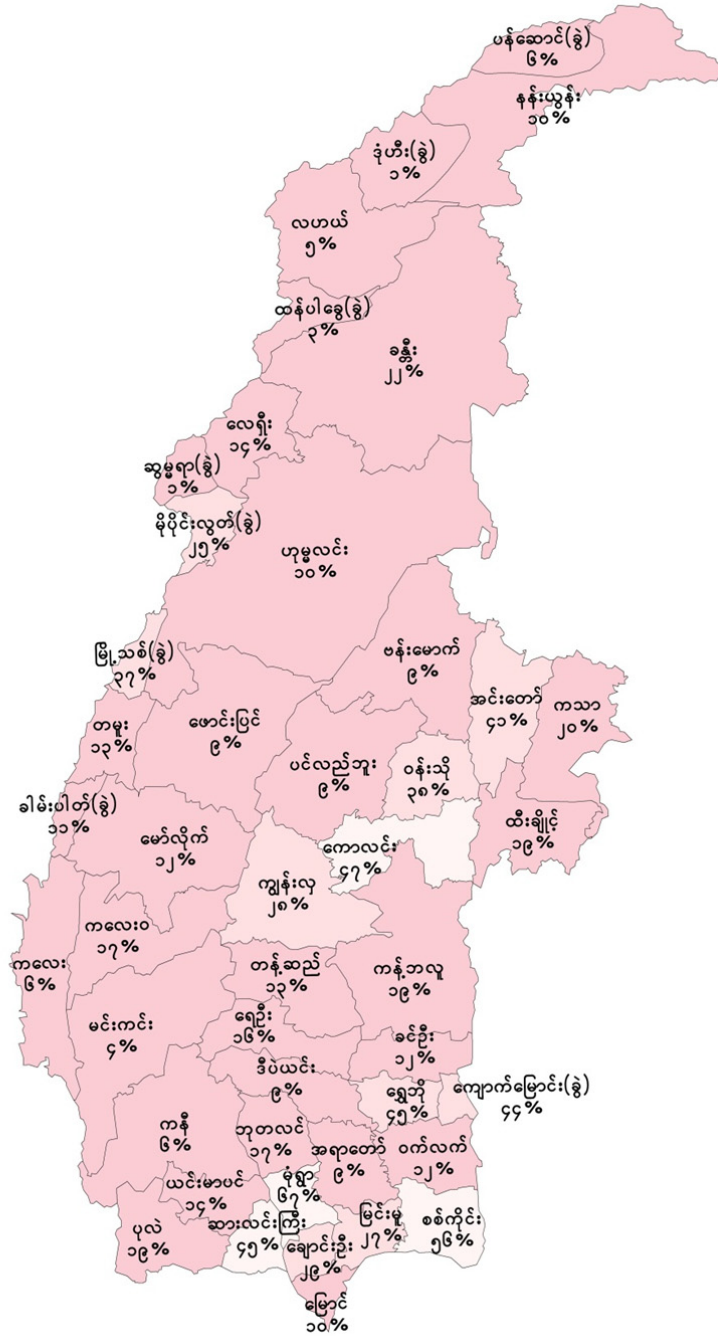 ပန်ဆောင်(ခွဲ)
၆%
နန်းယွန်း
၁၀%
ဒုံဟီး(ခွဲ)
၁%
လဟယ်
၅%
ထန်ပါခွေ(ခွဲ)
၃%
ခန္တီး
၂၂%
လေရှီး
၁၄%
ဆွမ္မရာ(ခွဲ)
၁%
မိုပိုင်းလွတ်(ခွဲ)
၂၅%
ဟုမ္မလင်း
၁၀%
မြို့သစ်(ခွဲ)
၃၇%
ဗန်းမောက်
၉%
အင်းတော်
၄၁%
ကသာ
၂၀%
တမူး
၁၃%
ဖောင်းပြင်
၉%
ပင်လည်ဘူး
၉%
ဝန်းသို
၃၈%
ခါမ်းပါတ်(ခွဲ)
၁၁%
မော်လိုက်
၁၂%
ကောလင်း
၄၇%
ထီးချိုင့်
၁၉%
ကျွန်းလှ
၂၈%
ကလေးဝ
၁၇%
ကလေး
၆%
တန့်ဆည်
၁၃%
ကန့်ဘလူ
၁၉%
မင်းကင်း
၄%
ရေဦး
၁၆%
ခင်ဦး
၁၂%
ဒီပဲယင်း
၉%
ရွှေဘို
၄၅%
ကျောက်မြောင်း(ခွဲ)
၄၄%
ကနီ
၆%
ဘုတလင်
၁၇%
အရာတော်
၉%
ဝက်လက်
၁၂%
ယင်းမာပင်
၁၄%
မုံရွာ
၆၇%
ပုလဲ
၁၉%
ဆားလင်းကြီး
၄၅%
ချောင်းဦး
၂၉%
မြင်းမူ
၂၇%
စစ်ကိုင်း
၅၆%
မြောင်
၁၀%